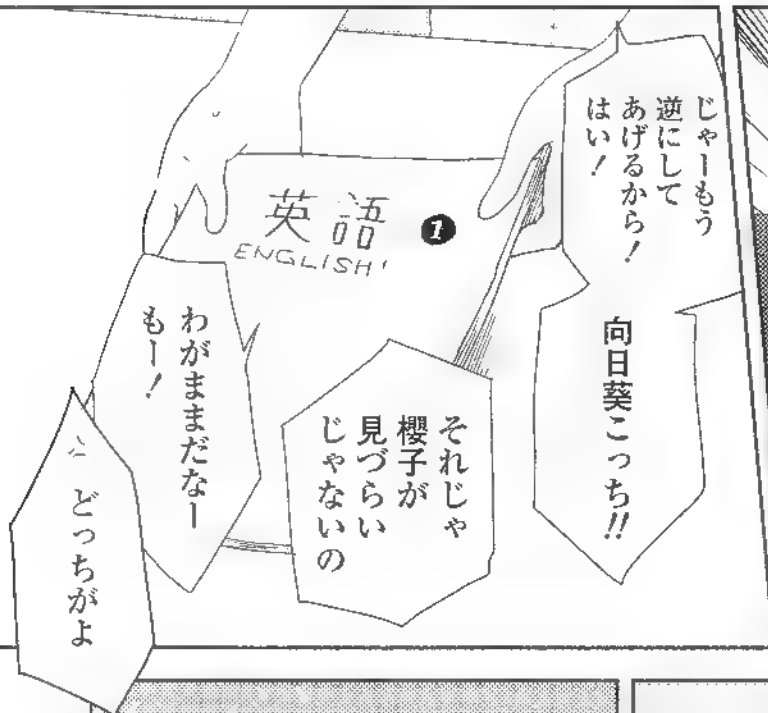 じゃーもう
逆にして
あげるから!
はい!
向日葵こっち!!
英語 1
ENGLISH!
それじゃ
櫻子が
見づらい
じゃないの
わがままだなー
もー!
どっちがよ